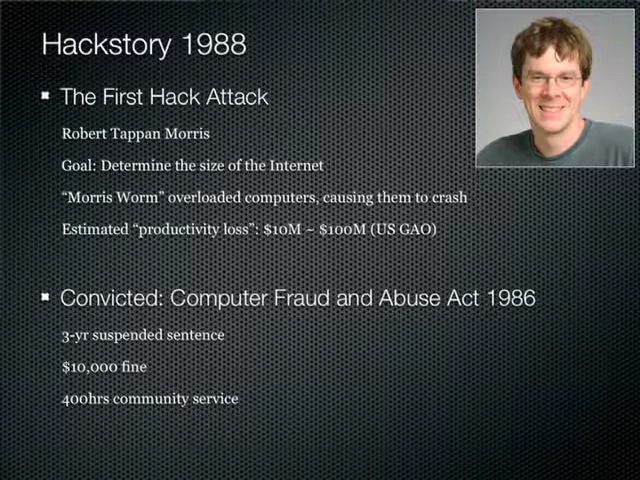 Hackstory 1988
The First Hack Attack
Robert Tappan Morris
Goal: Determine the size of the Internet
“Morris Worm” overloaded computers, causing them to crash
Estimated “productivity loss”: $10M ~ $100M (US GAO)
Convicted: Computer Fraud and Abuse Act 1986
3-yr suspended sentence
$10,000 fine
400hrs community service